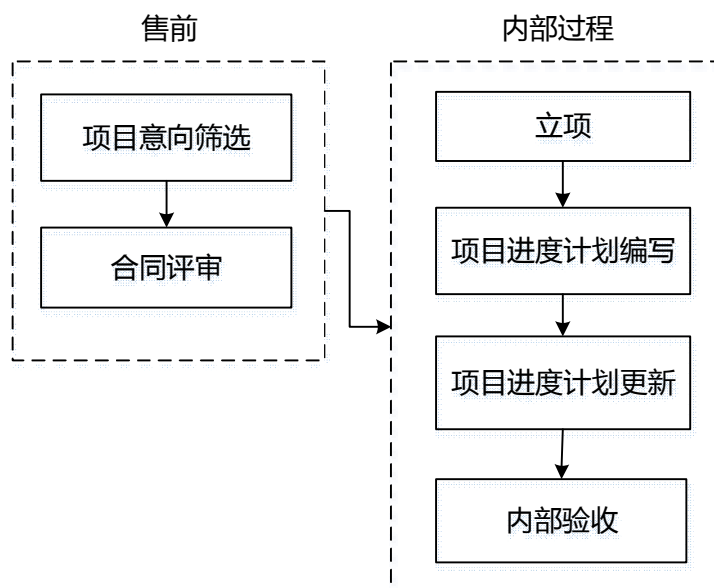 售前
项目意向筛选
合同评审
内部过程
立项
项目进度计划编写
项目进度计划更新
内部验收